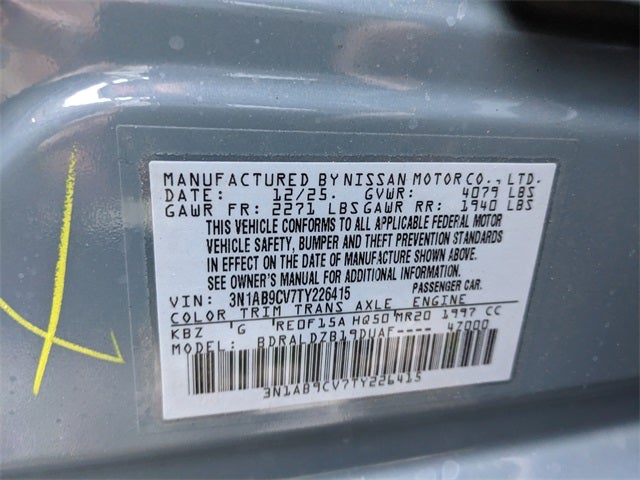 MANUFACTURED BY NISSAN MOTOR CO., LTD.
DATE: 12/25. GVWR: 4079 LBS
GAWR FR: 2271 LBS GAWR RR: 1940 LBS
THIS VEHICLE CONFORMS TO ALL APPLICABLE FEDERAL MOTOR
VEHICLE SAFETY, BUMPER AND THEFT PREVENTION STANDARDS
IN EFFECT ON THE DATE OF MANUFACTURE SHOWN ABOVE.
SEE OWNER'S MANUAL FOR ADDITIONAL INFORMATION.
VIN: 3N1AB9CV7TY226415 PASSENGER CAR.
COLOR TRIM TRANS AXLE ENGINE
KBZ 'G RE0F15A HQ50 MR20 1997 CC
MODEL: BDRALDZB19DUAF---- 4Z000
3N1AB9CV7TY226415